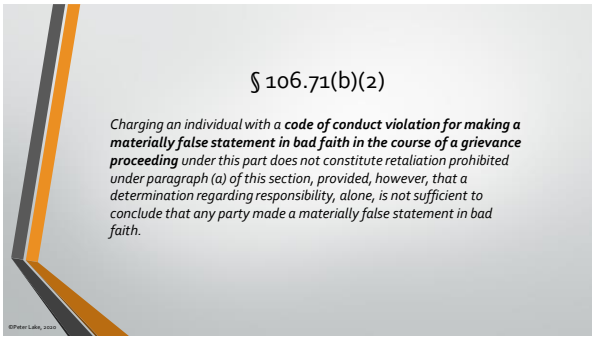 § 106.71(b)(2)
Charging an individual with a code of conduct violation for making a
materially false statement in bad faith in the course of a grievance
proceeding under this part does not constitute retaliation prohibited
under paragraph (a) of this section, provided, however, that a
determination regarding responsibility, alone, is not sufficient to
conclude that any party made a materially false statement in bad
faith.
©Peter Lake, 2020